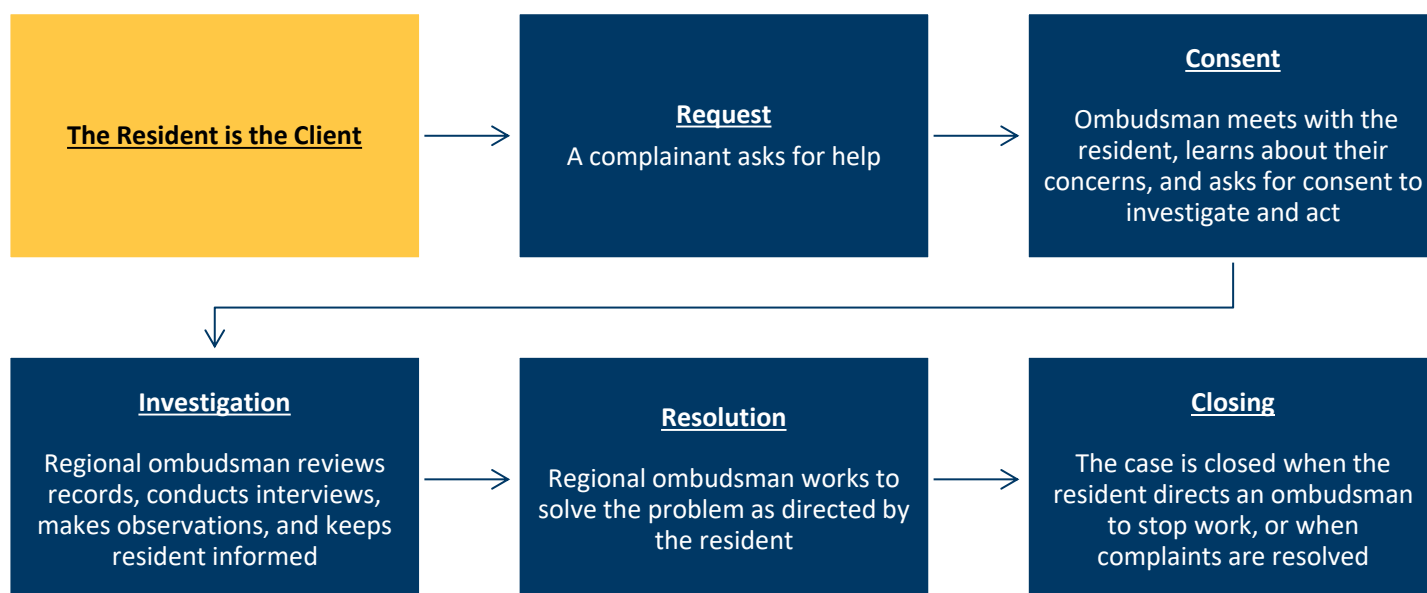 The Resident is the Client
Request
A complainant asks for help
Consent
Ombudsman meets with the
resident, learns about their
concerns, and asks for consent to
investigate and act
Investigation
Regional ombudsman reviews
records, conducts interviews,
makes observations, and keeps
resident informed
Resolution
Regional ombudsman works to
solve the problem as directed by
the resident
Closing
The case is closed when the
resident directs an ombudsman
to stop work, or when
complaints are resolved